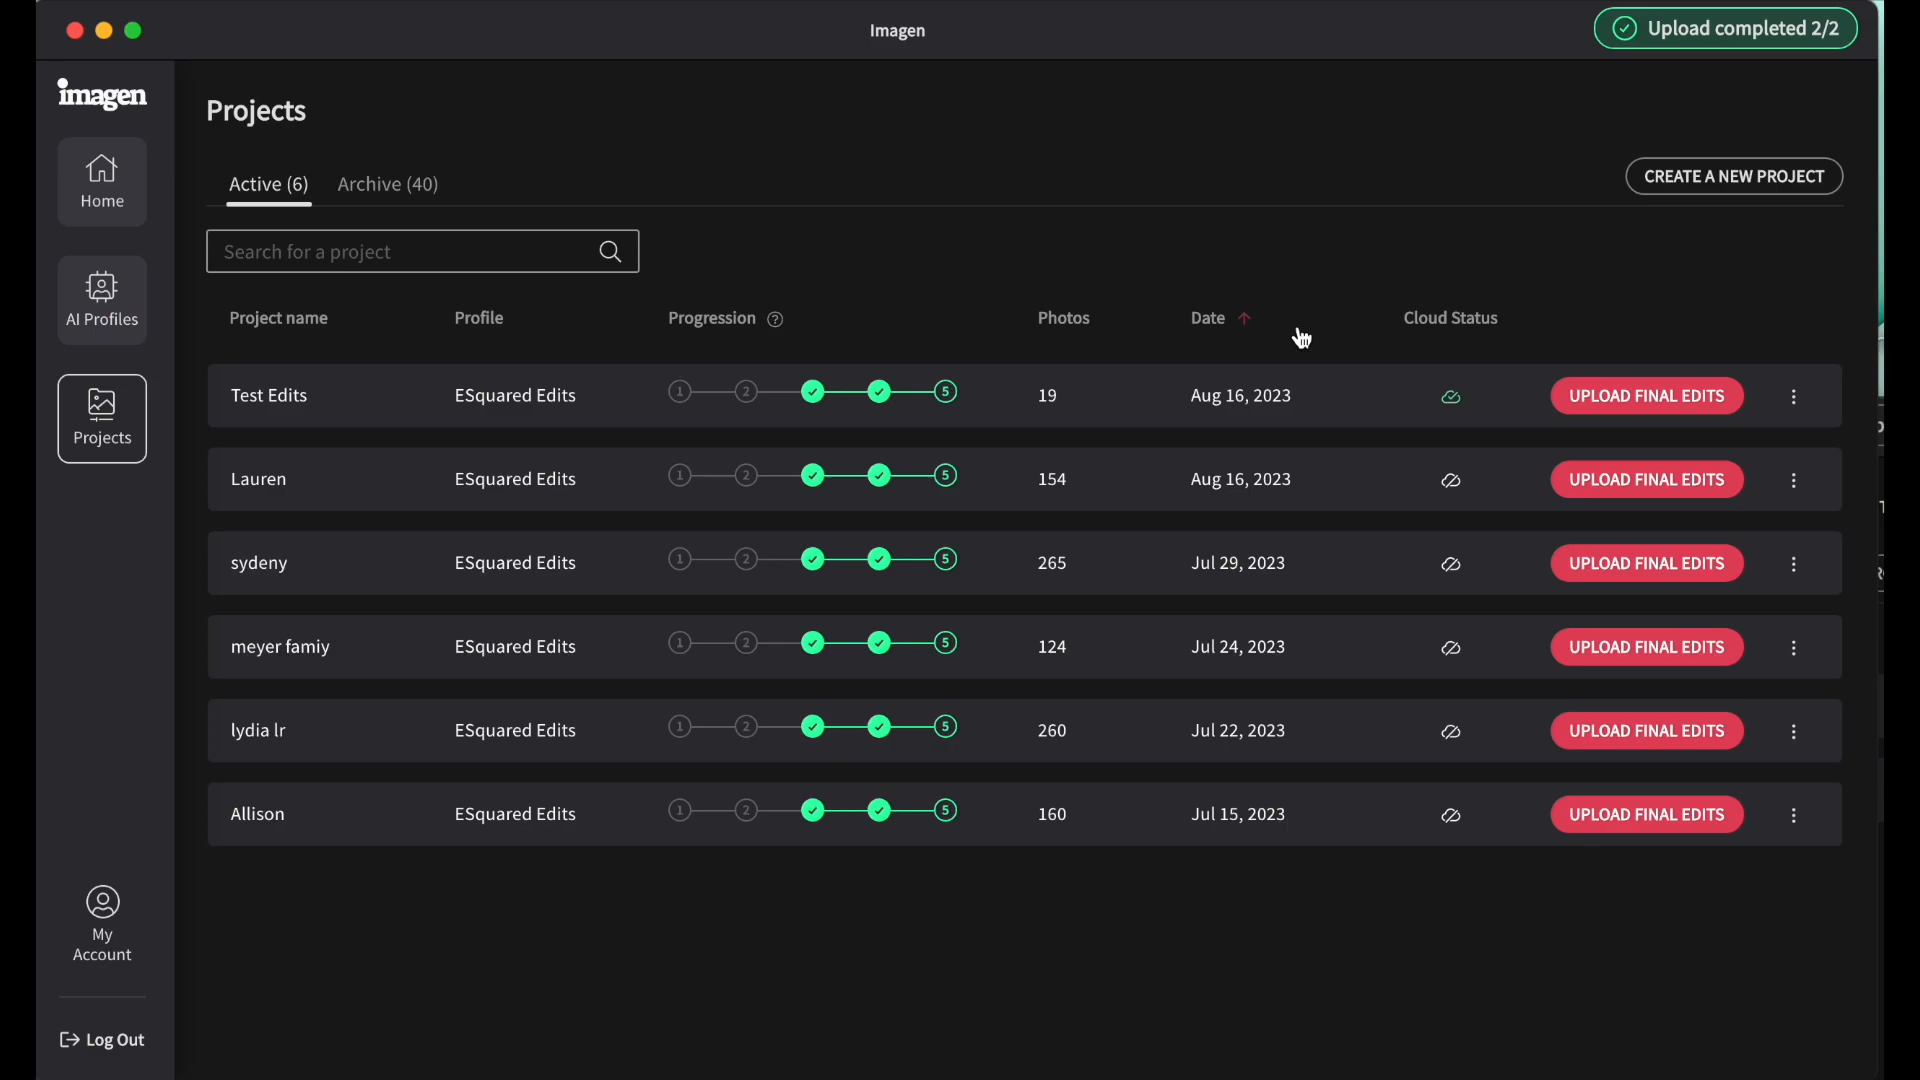 Imagen
Upload completed 2/2
imagen
Projects
Active (6) Archive (40)
CREATE A NEW PROJECT
Home
Search for a project
AI Profiles
Project name Profile Progression ? Photos Date Cloud Status
Test Edits ESquared Edits 1 2 5 19 Aug 16, 2023 UPLOAD FINAL EDITS
Projects
Lauren ESquared Edits 1 2 5 154 Aug 16, 2023 UPLOAD FINAL EDITS
sydeny ESquared Edits 1 2 5 265 Jul 29, 2023 UPLOAD FINAL EDITS
meyer famiy ESquared Edits 1 2 5 124 Jul 24, 2023 UPLOAD FINAL EDITS
lydia lr ESquared Edits 1 2 5 260 Jul 22, 2023 UPLOAD FINAL EDITS
Allison ESquared Edits 1 2 5 160 Jul 15, 2023 UPLOAD FINAL EDITS
My
Account
Log Out